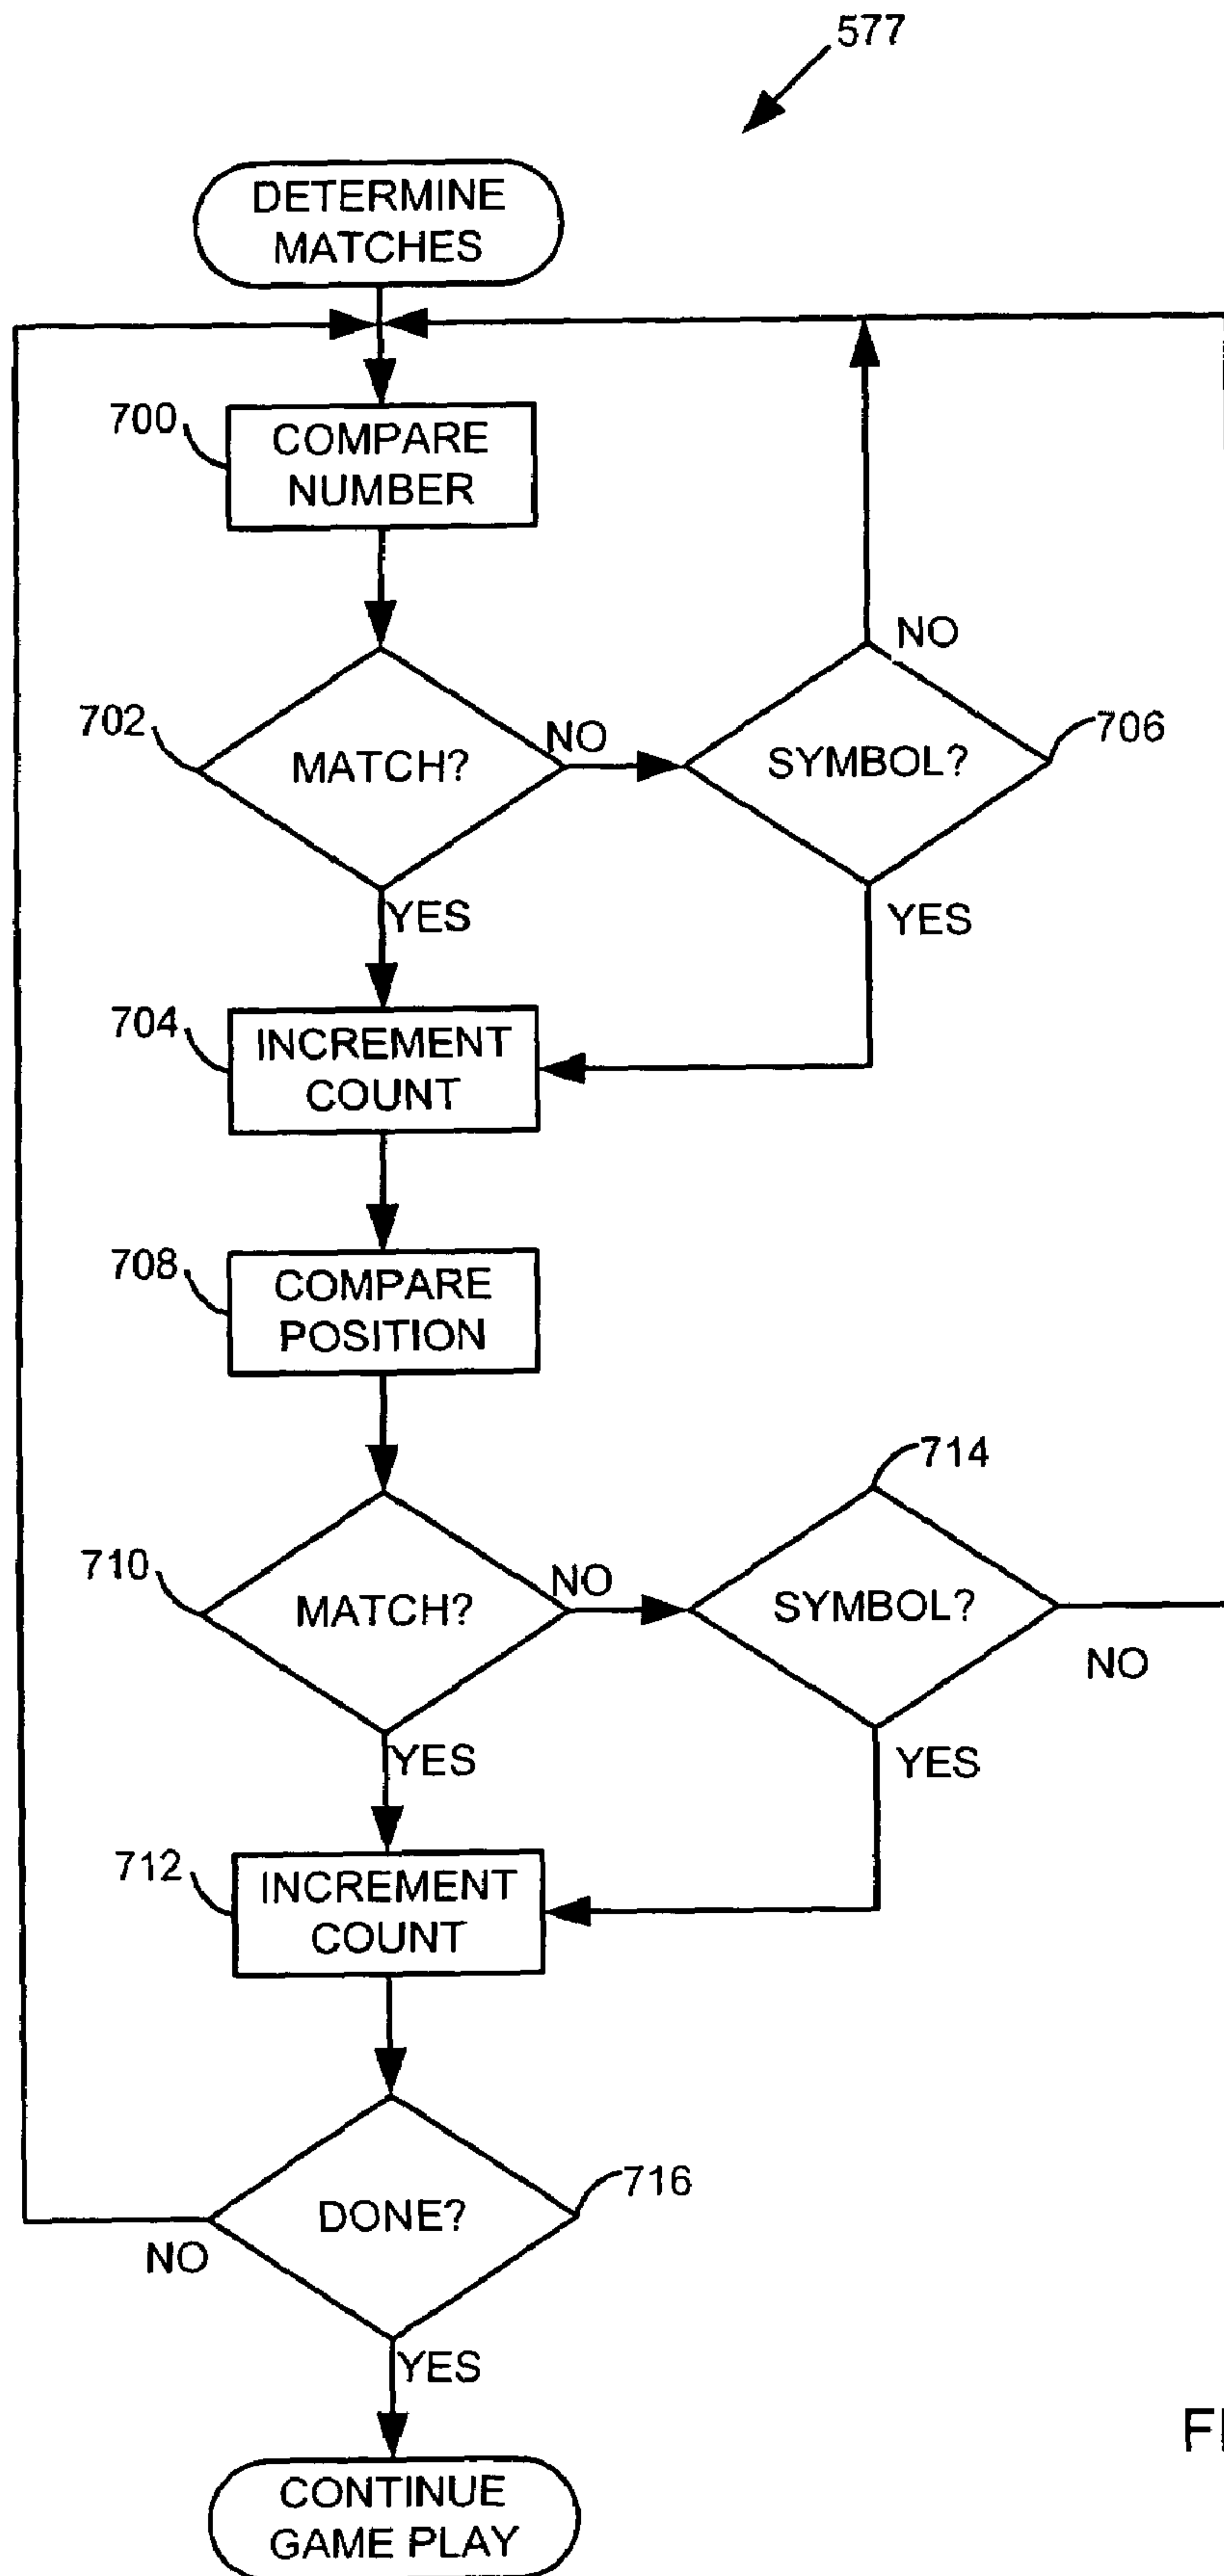 577
DETERMINE
MATCHES
700
COMPARE
NUMBER
702
MATCH?
NO
SYMBOL?
NO
706
YES
YES
704
INCREMENT
COUNT
708
COMPARE
POSITION
714
710
MATCH?
NO
SYMBOL?
NO
YES
YES
712
INCREMENT
COUNT
716
DONE?
NO
YES
CONTINUE
GAME PLAY